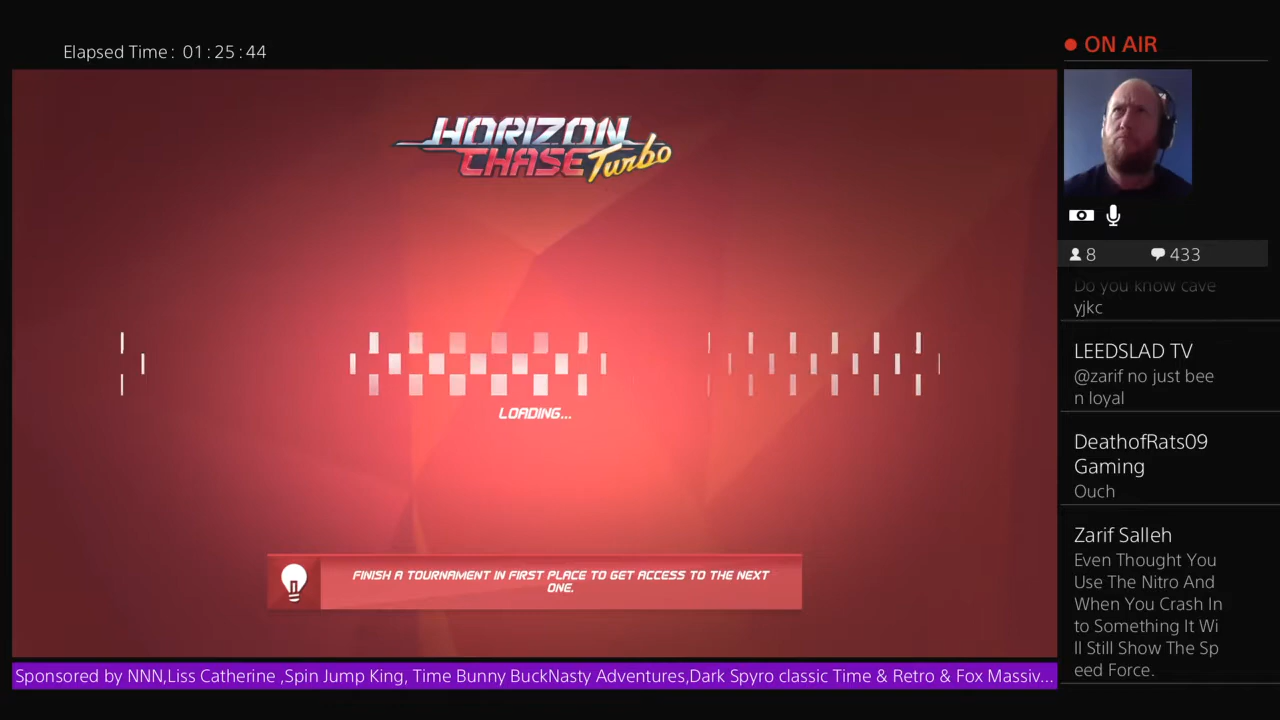 Elapsed Time: 01:25:44
ON AIR
HORIZON
CHASE Turbo
8 433
Do you know cave
yjkc
LEEDSLAD TV
@zarif no just bee
n loyal
LOADING...
DeathofRats09
Gaming
Ouch
Zarif Salleh
Even Thought You
Use The Nitro And
When You Crash In
to Something It Wi
ll Still Show The Sp
eed Force.
FINISH A TOURNAMENT IN FIRST PLACE TO GET ACCESS TO THE NEXT
ONE.
Sponsored by NNN,Liss Catherine ,Spin Jump King, Time Bunny BuckNasty Adventures,Dark Spyro classic Time & Retro & Fox Massiv...